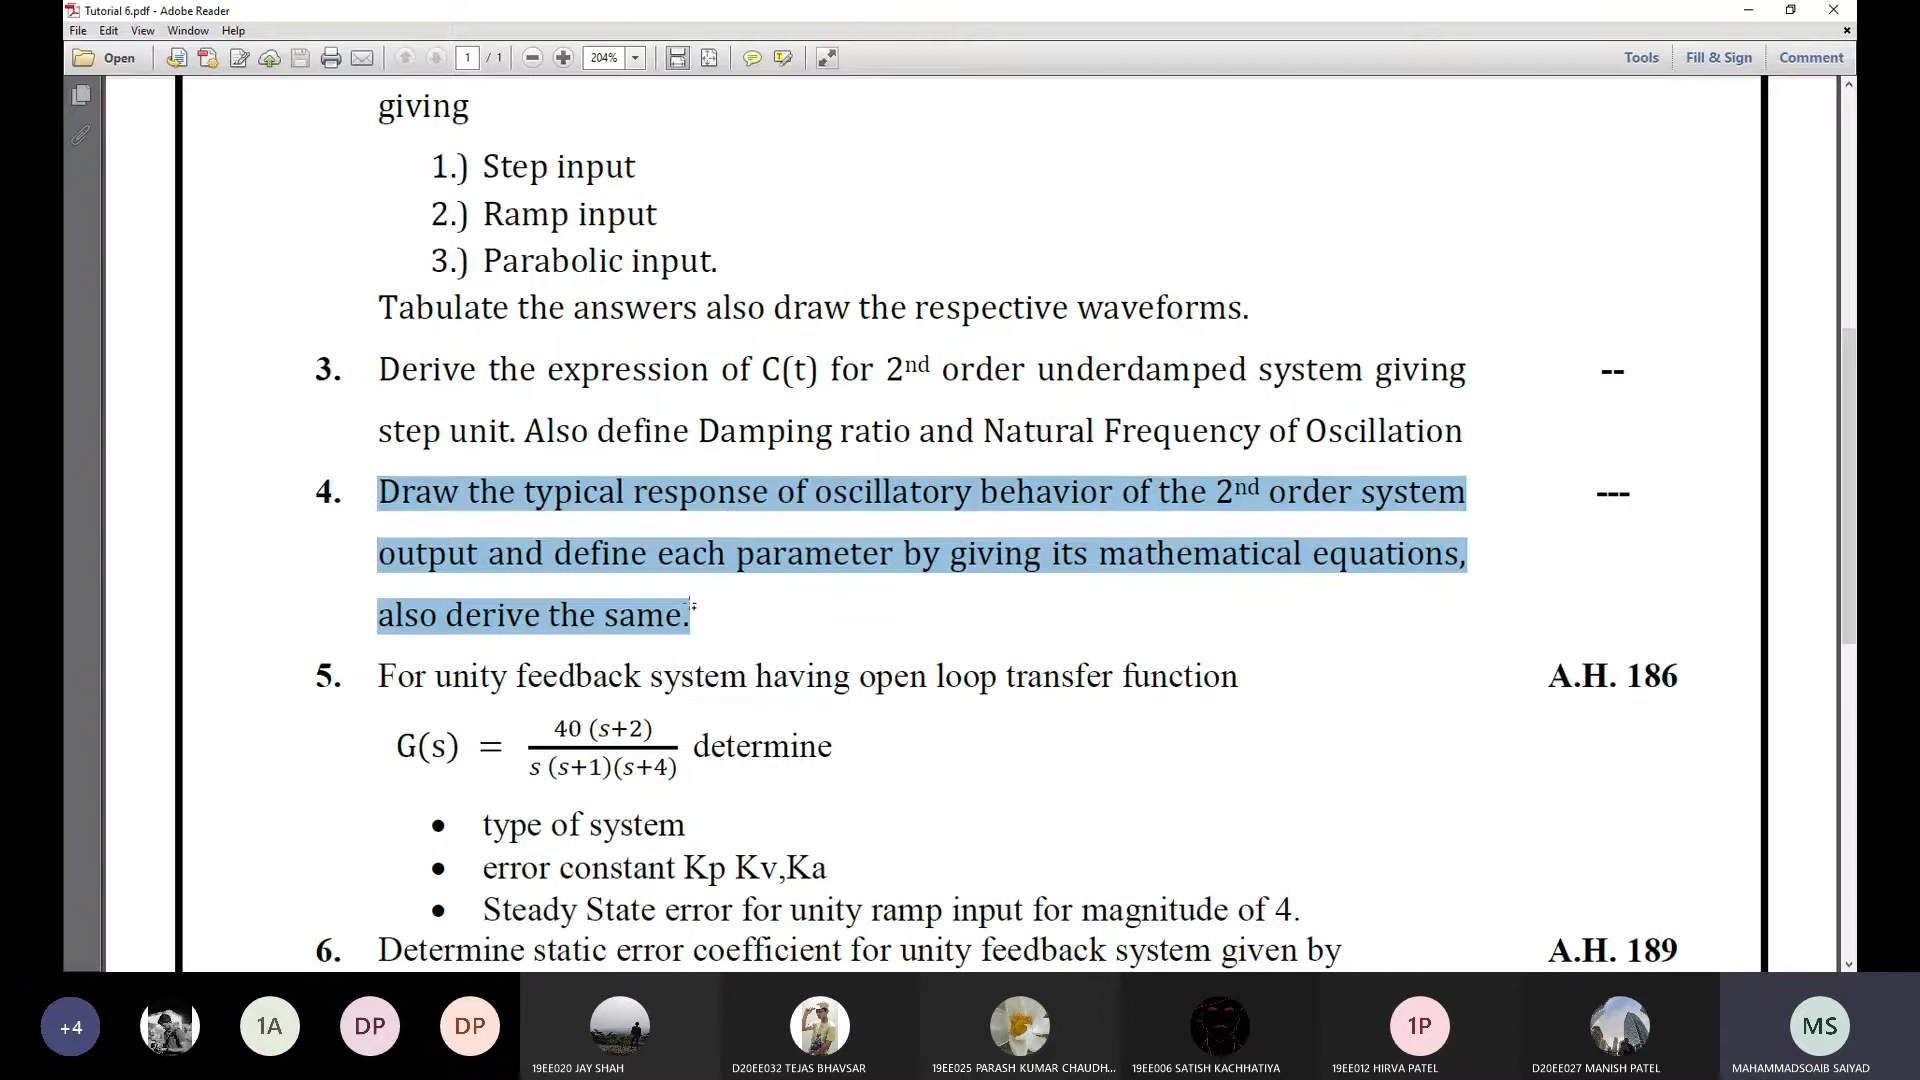 Tutorial 6.pdf - Adobe Reader
File Edit View Window Help
Open 1 / 1 204% Tools Fill & Sign Comment
giving
1.) Step input
2.) Ramp input
3.) Parabolic input.
Tabulate the answers also draw the respective waveforms.
3. Derive the expression of C(t) for 2nd order underdamped system giving --
step unit. Also define Damping ratio and Natural Frequency of Oscillation
4. Draw the typical response of oscillatory behavior of the 2nd order system ---
output and define each parameter by giving its mathematical equations,
also derive the same.
5. For unity feedback system having open loop transfer function A.H. 186
G(s) = 40 (s+2) / s (s+1)(s+4) determine
• type of system
• error constant Kp Kv,Ka
• Steady State error for unity ramp input for magnitude of 4.
6. Determine static error coefficient for unity feedback system given by A.H. 189
+4 1A DP DP 1P MS
19EE020 JAY SHAH D20EE032 TEJAS BHAVSAR 19EE025 PARASH KUMAR CHAUDH... 19EE006 SATISH KACHHATIYA 19EE012 HIRVA PATEL D20EE027 MANISH PATEL MAHAMMADSOAIB SAIYAD